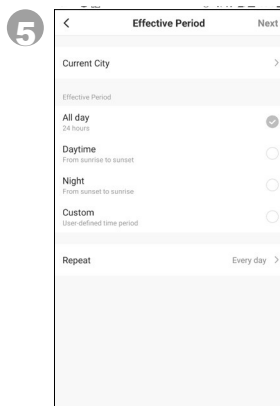 5
Effective Period Next
Current City
Effective Period
All day
24 hours
Daytime
From sunrise to sunset
Night
From sunset to sunrise
Custom
User-defined time period
Repeat Every day